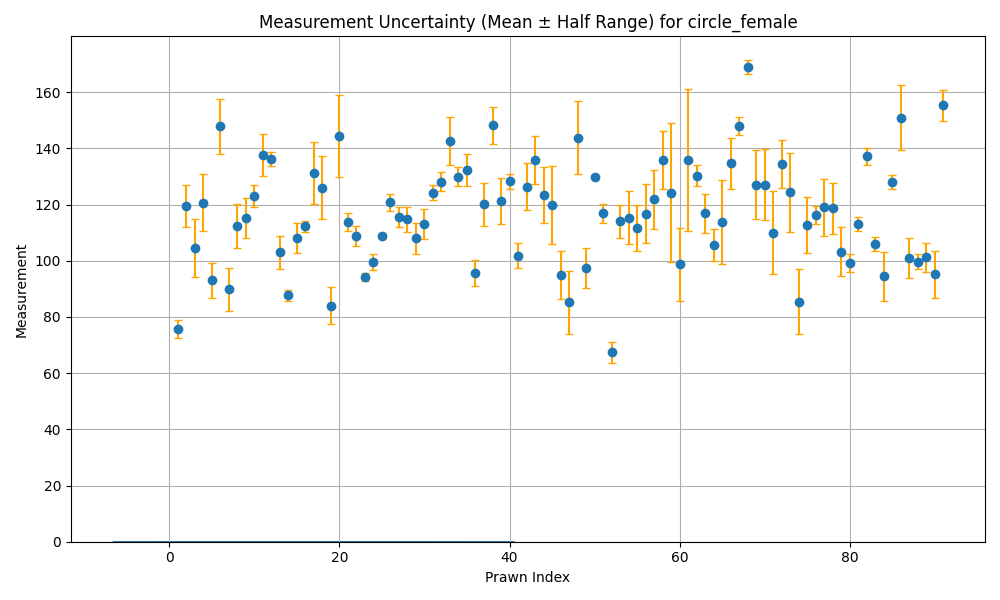 Measurement Uncertainty (Mean ± Half Range) for circle_female
Measurement
160
140
120
100
80
60
40
20
0
0 20 40 60 80
Prawn Index